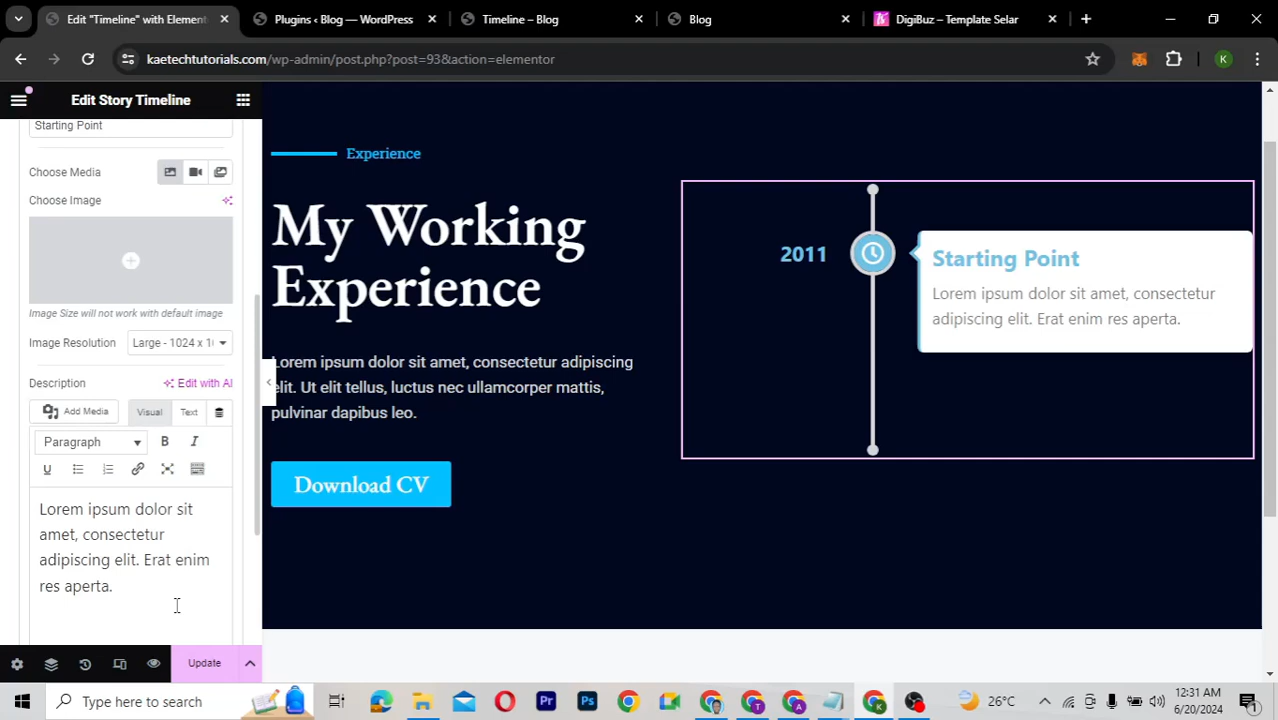 Edit "Timeline" with Element
Plugins ‹ Blog — WordPress
Timeline – Blog
Blog
DigiBuz – Template Selar
kaetechtutorials.com/wp-admin/post.php?post=93&action=elementor
K
Edit Story Timeline
Starting Point
Choose Media
Choose Image
Image Size will not work with default image
Image Resolution
Large - 1024 x 1
Description
Edit with AI
Add Media
Visual
Text
Paragraph
B
I
U
Lorem ipsum dolor sit
amet, consectetur
adipiscing elit. Erat enim
res aperta.
Update
Experience
My Working
Experience
Lorem ipsum dolor sit amet, consectetur adipiscing
elit. Ut elit tellus, luctus nec ullamcorper mattis,
pulvinar dapibus leo.
Download CV
2011
Starting Point
Lorem ipsum dolor sit amet, consectetur
adipiscing elit. Erat enim res aperta.
Type here to search
Pr
Ps
T
A
K
26°C
12:31 AM
6/20/2024
1